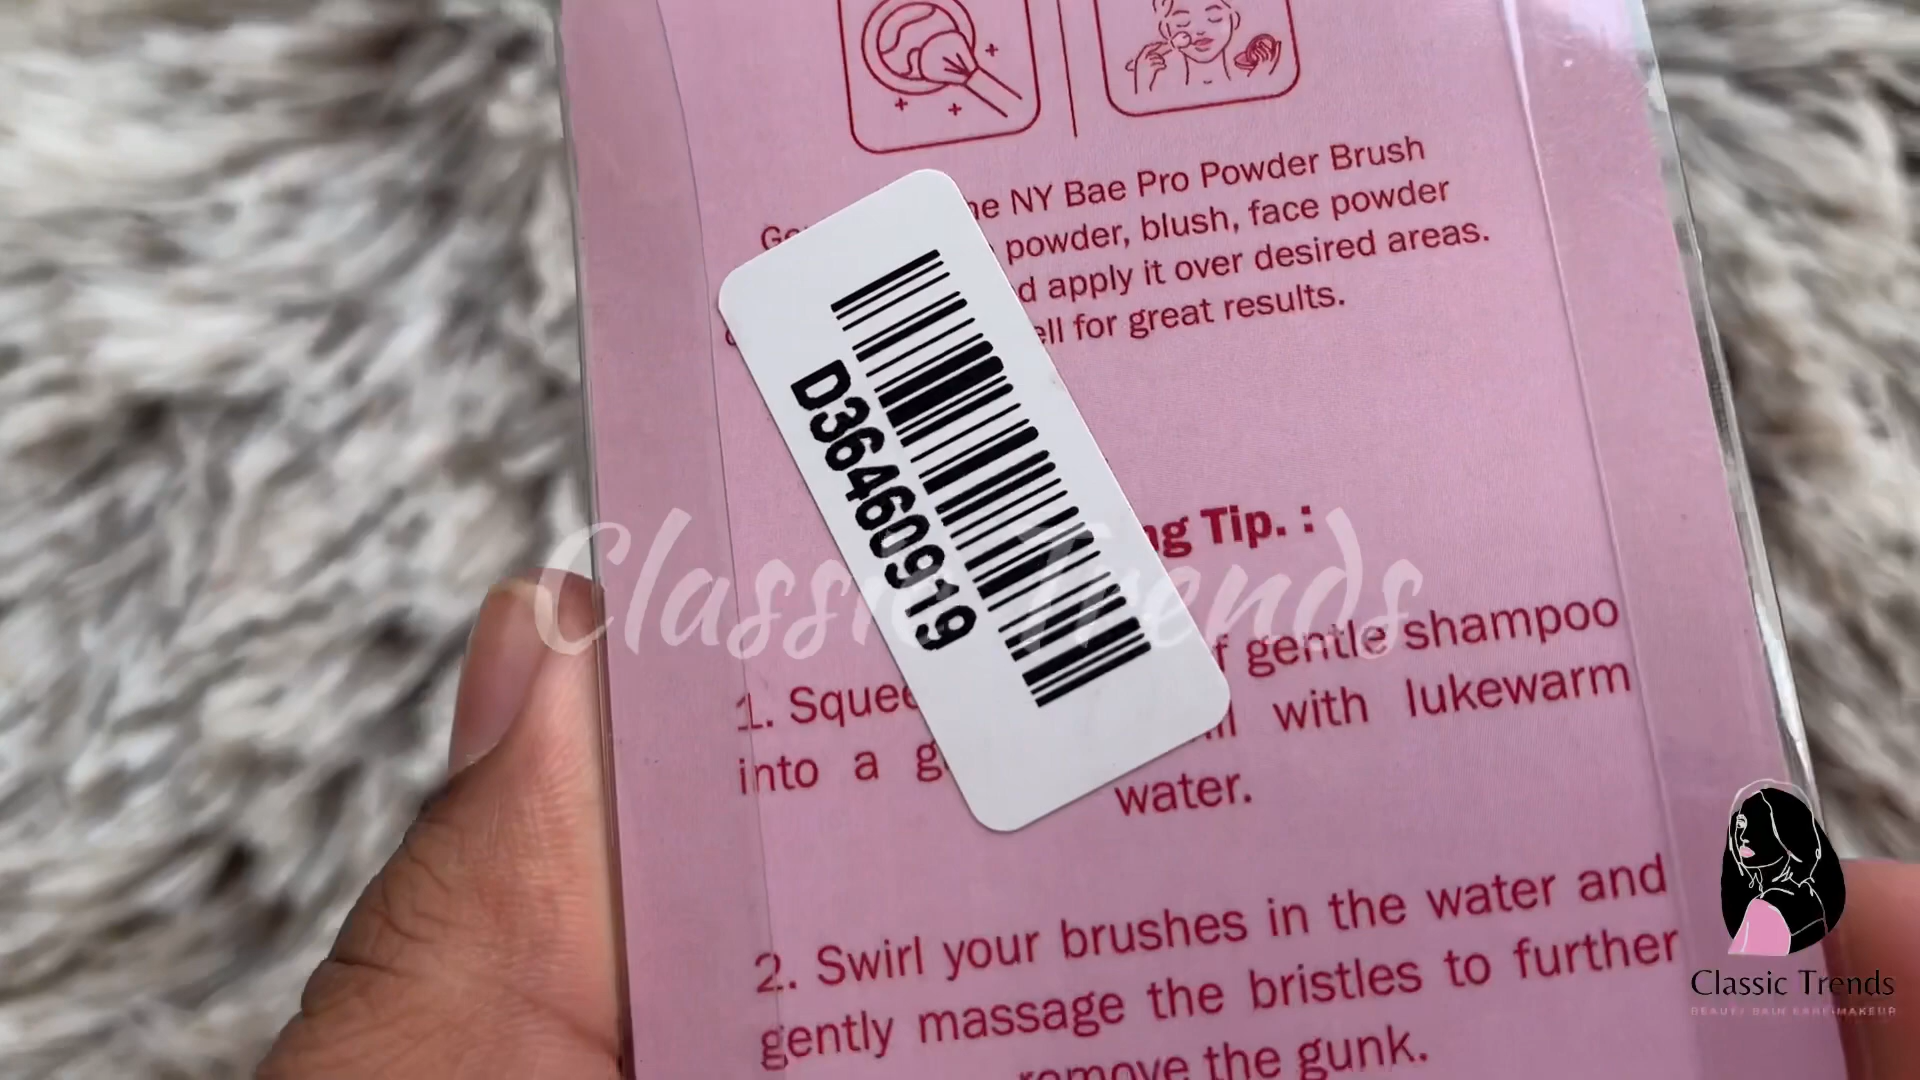 he NY Bae Pro Powder Brush
powder, blush, face powder
d apply it over desired areas.
ell for great results.
D36460919
ng Tip. :
1. Squee f gentle shampoo
into a g ill with lukewarm
water.
2. Swirl your brushes in the water and
gently massage the bristles to further
remove the gunk.
Classic Trends
Classic Trends